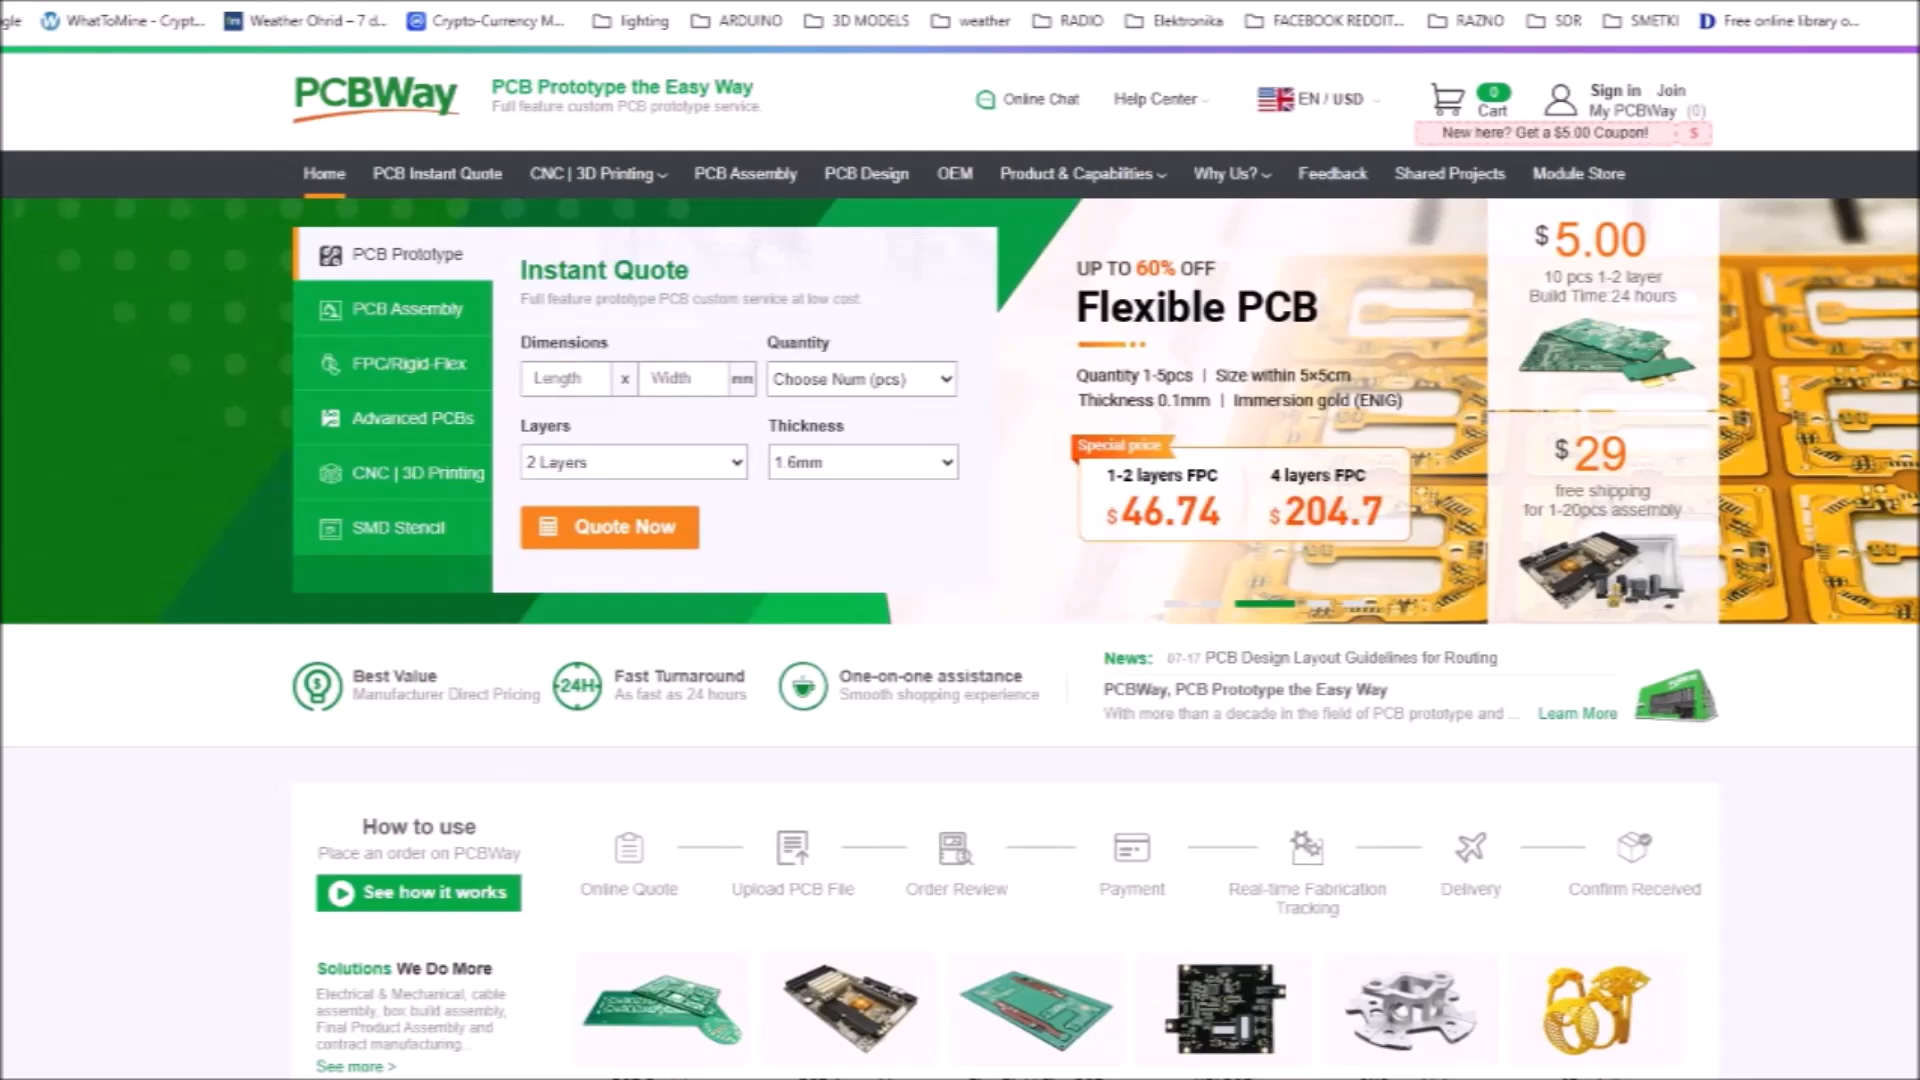 gle WhatToMine - Crypt... Weather Ohrid – 7 d... Crypto-Currency M... lighting ARDUINO 3D MODELS weather RADIO Elektronika FACEBOOK REDDIT... RAZNO SDR SMETKI Free online library o...
PCBWay
PCB Prototype the Easy Way
Full feature custom PCB prototype service.
Online Chat Help Center EN / USD
0
Cart
Sign in Join
My PCBWay (0)
New here? Get a $5.00 Coupon! $
Home PCB Instant Quote CNC | 3D Printing PCB Assembly PCB Design OEM Product & Capabilities Why Us? Feedback Shared Projects Module Store
PCB Prototype
PCB Assembly
FPC/Rigid-Flex
Advanced PCBs
CNC | 3D Printing
SMD Stencil
Instant Quote
Full feature prototype PCB custom service at low cost.
Dimensions Quantity
Length x Width mm Choose Num (pcs)
Layers Thickness
2 Layers 1.6mm
Quote Now
UP TO 60% OFF
Flexible PCB
Quantity 1-5pcs | Size within 5×5cm
Thickness 0.1mm | Immersion gold (ENIG)
Special price
1-2 layers FPC 4 layers FPC
$46.74 $204.7
$5.00
10 pcs 1-2 layer
Build Time:24 hours
$29
free shipping
for 1-20pcs assembly
Best Value
Manufacturer Direct Pricing
24H
Fast Turnaround
As fast as 24 hours
One-on-one assistance
Smooth shopping experience
News: 07-17 PCB Design Layout Guidelines for Routing
PCBWay, PCB Prototype the Easy Way
With more than a decade in the field of PCB prototype and ... Learn More
How to use
Place an order on PCBWay
See how it works
Online Quote Upload PCB File Order Review Payment Real-time Fabrication Tracking Delivery Confirm Received
Solutions We Do More
Electrical & Mechanical, cable
assembly, box build assembly,
Final Product Assembly and
contract manufacturing...
See more >